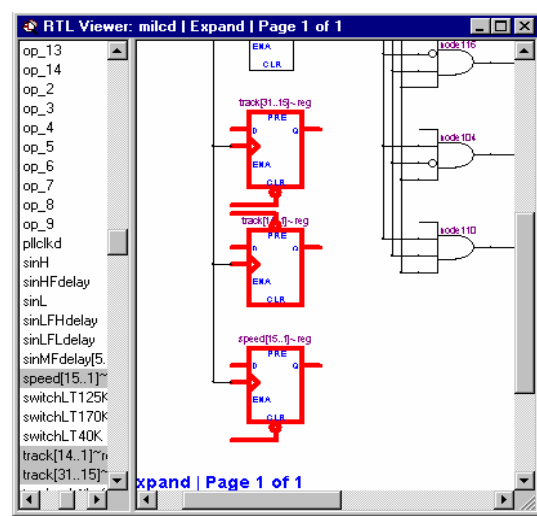 RTL Viewer: milcd | Expand | Page 1 of 1
op_13
op_14
op_2
op_3
op_4
op_5
op_6
op_7
op_8
op_9
pllclkd
sinH
sinHFdelay
sinL
sinLFHdelay
sinLFLdelay
sinMFdelay[5.
speed[15..1]~
switchLT125K
switchLT170K
switchLT40K
track[14..1]~r
track[31..15]~
ENA
CLR
track[31..15]~reg
PRE
D Q
ENA
CLR
~reg
PRE
D Q
ENA
CLR
speed[15..1]~reg
PRE
D Q
ENA
CLR
node116
node104
node110
xpand | Page 1 of 1